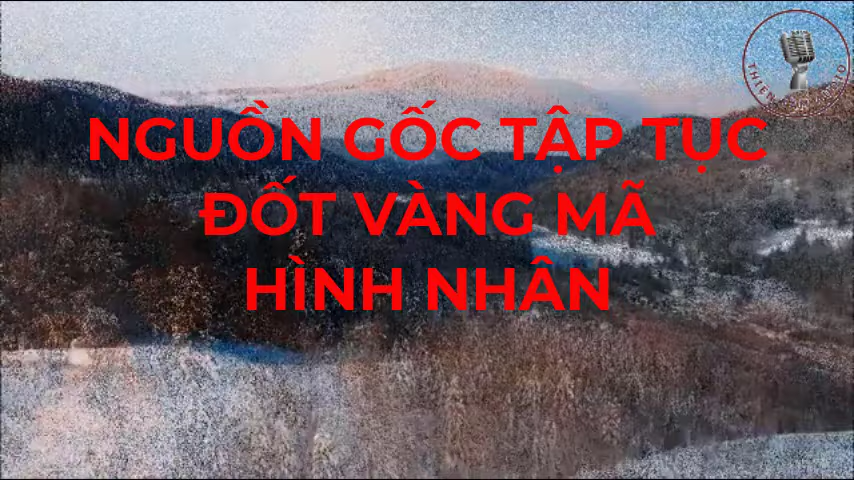 NGUỒN GỐC TẬP TỤC
ĐỐT VÀNG MÃ
HÌNH NHÂN